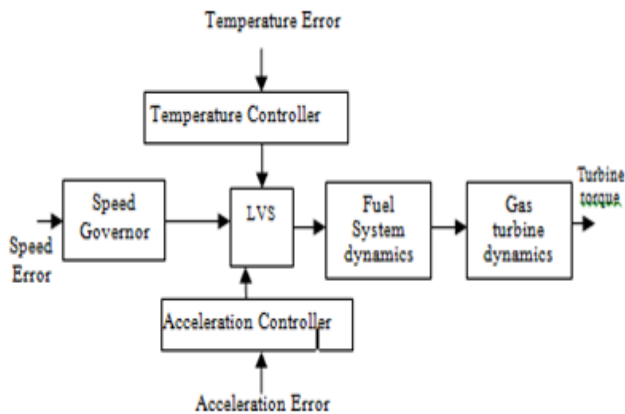 Temperature Error
Temperature Controller
Speed
Governor
LVS
Fuel
System
dynamics
Gas
turbine
dynamics
Turbine
torque
Speed
Error
Acceleration Controller
Acceleration Error